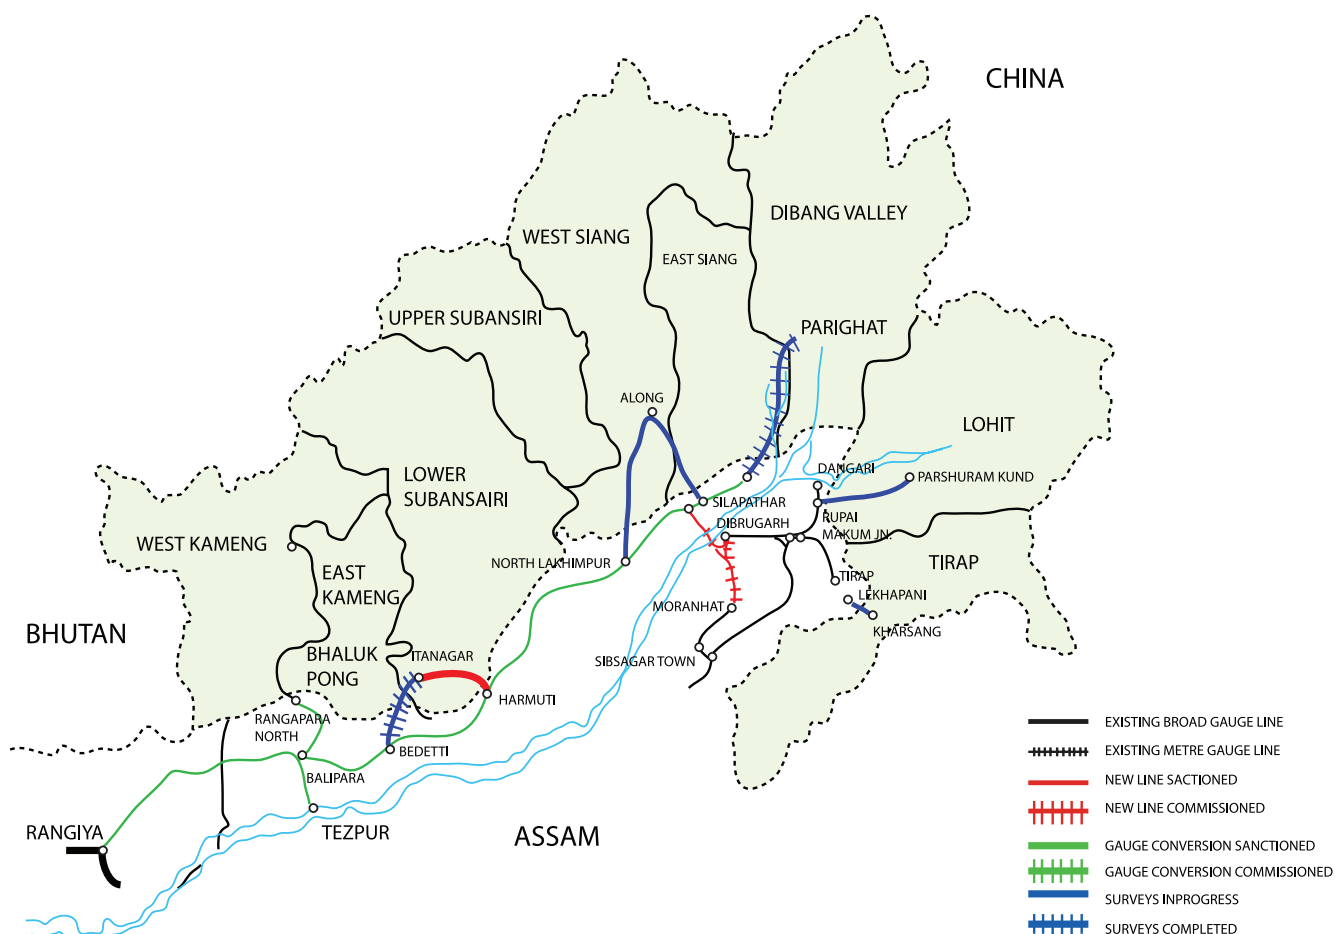 CHINA
DIBANG VALLEY
WEST SIANG
EAST SIANG
UPPER SUBANSIRI
PARIGHAT
ALONG
LOHIT
LOWER
SUBANSAIRI
DANGARI
PARSHURAM KUND
SILAPATHAR
DIBRUGARH
RUPAI
MAKUM JN.
WEST KAMENG
NORTH LAKHIMPUR
TIRAP
EAST
KAMENG
TIRAP
LEKHAPANI
MORANHAT
KHARSANG
BHUTAN
BHALUK
PONG
ITANAGAR
SIBSAGAR TOWN
HARMUTI
RANGAPARA
NORTH
BEDETTI
BALIPARA
RANGIYA
TEZPUR
ASSAM
EXISTING BROAD GAUGE LINE
EXISTING METRE GAUGE LINE
NEW LINE SACTIONED
NEW LINE COMMISSIONED
GAUGE CONVERSION SANCTIONED
GAUGE CONVERSION COMMISSIONED
SURVEYS INPROGRESS
SURVEYS COMPLETED